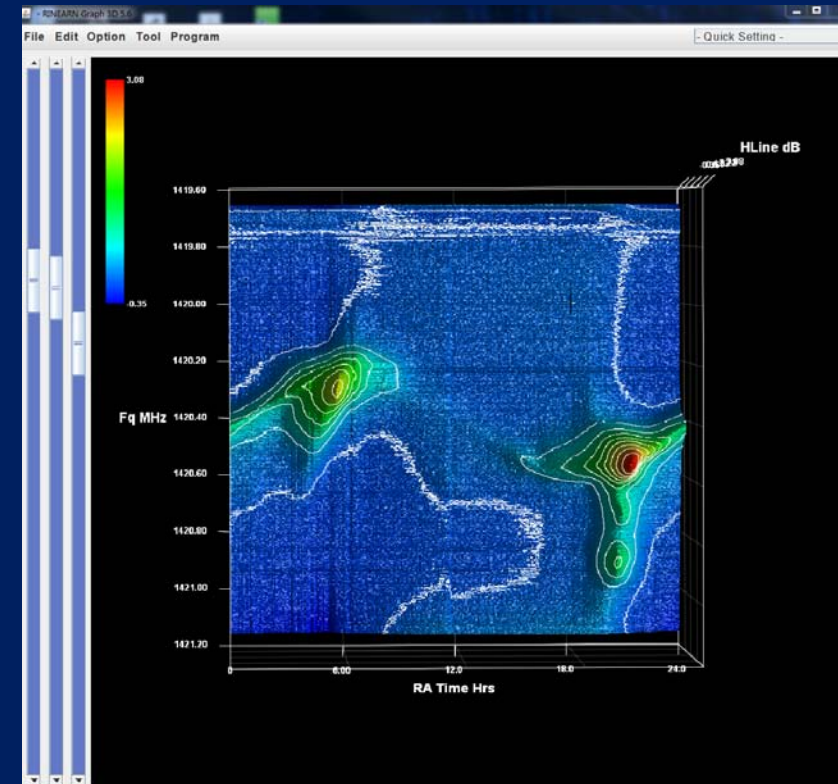 RINEARN Graph 3D 5.6
File Edit Option Tool Program
- Quick Setting -
3.08
-0.35
HLine dB
1419.60
1419.80
1420.00
1420.20
1420.40
Fq MHz
1420.60
1420.80
1421.00
1421.20
0 6.00 12.0 18.0 24.0
RA Time Hrs